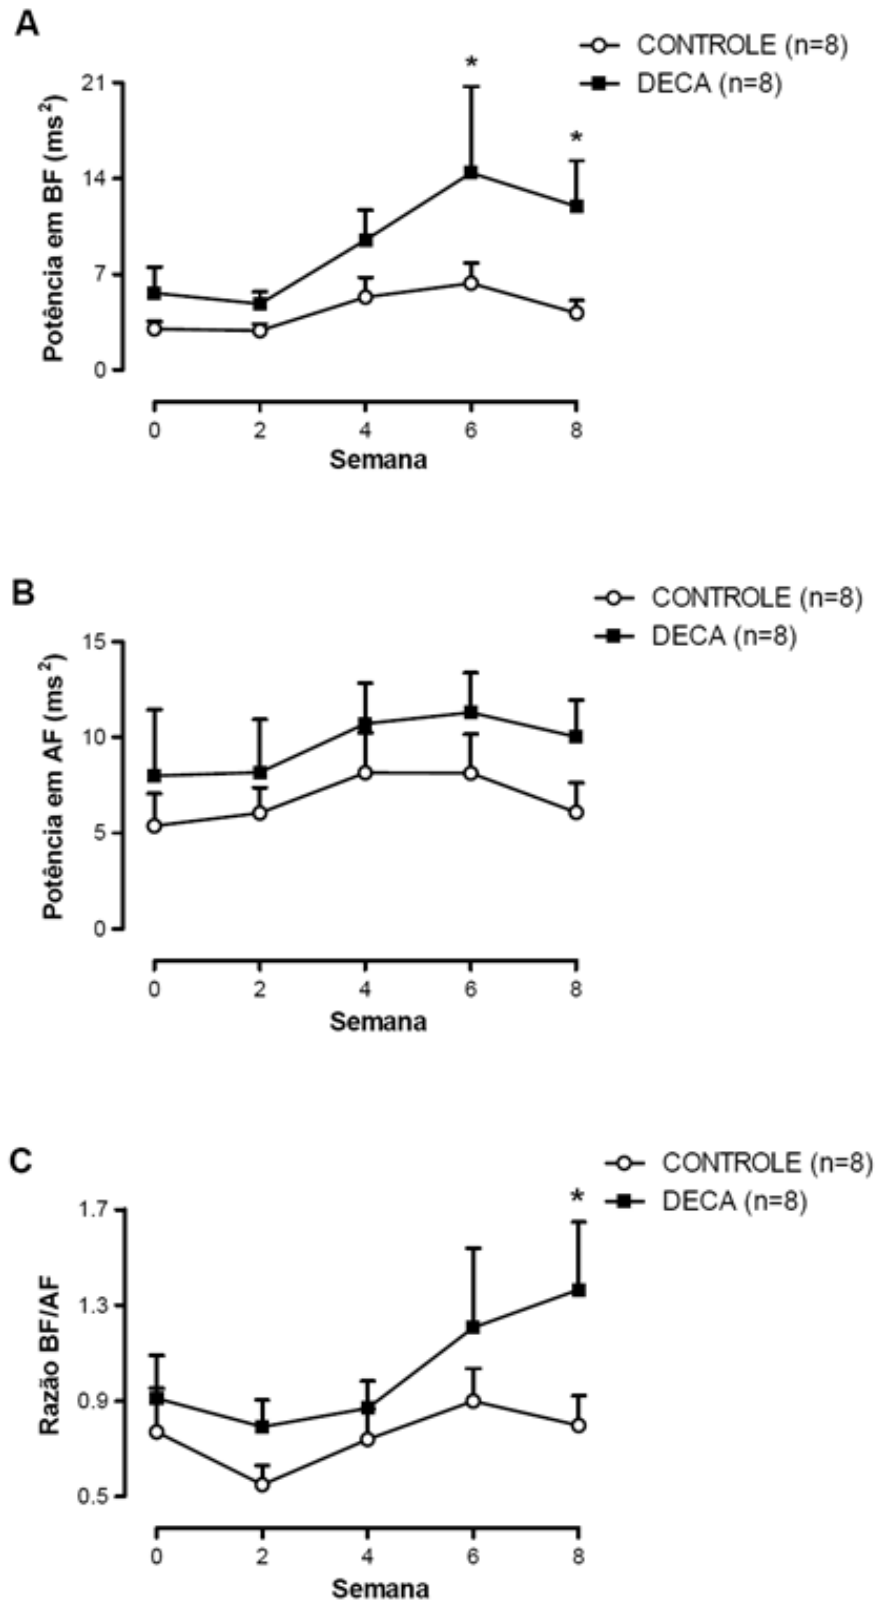 A
CONTROLE (n=8)
DECA (n=8)
Potência em BF (ms²)
21
14
7
0
*
*
0 2 4 6 8
Semana
B
CONTROLE (n=8)
DECA (n=8)
Potência em AF (ms²)
15
10
5
0
0 2 4 6 8
Semana
C
CONTROLE (n=8)
DECA (n=8)
Razão BF/AF
1.7
1.3
0.9
0.5
*
0 2 4 6 8
Semana